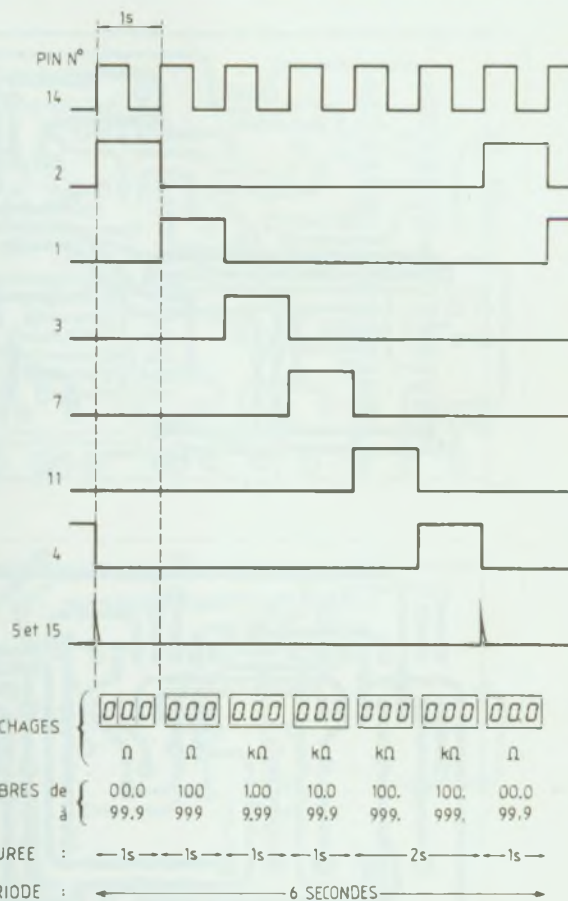 1s
PIN N°
14
2
1
3
7
11
4
5 et 15
CHAGES { 00.0 000 0.00 00.0 000 000 00.0
Ω Ω kΩ kΩ kΩ kΩ Ω
BRES de { 00.0 100 1.00 10.0 100. 100. 00.0
à 99.9 999 9.99 99.9 999. 999. 99.9
UREE : 1s 1s 1s 1s 2s 1s
RIODE : 6 SECONDES